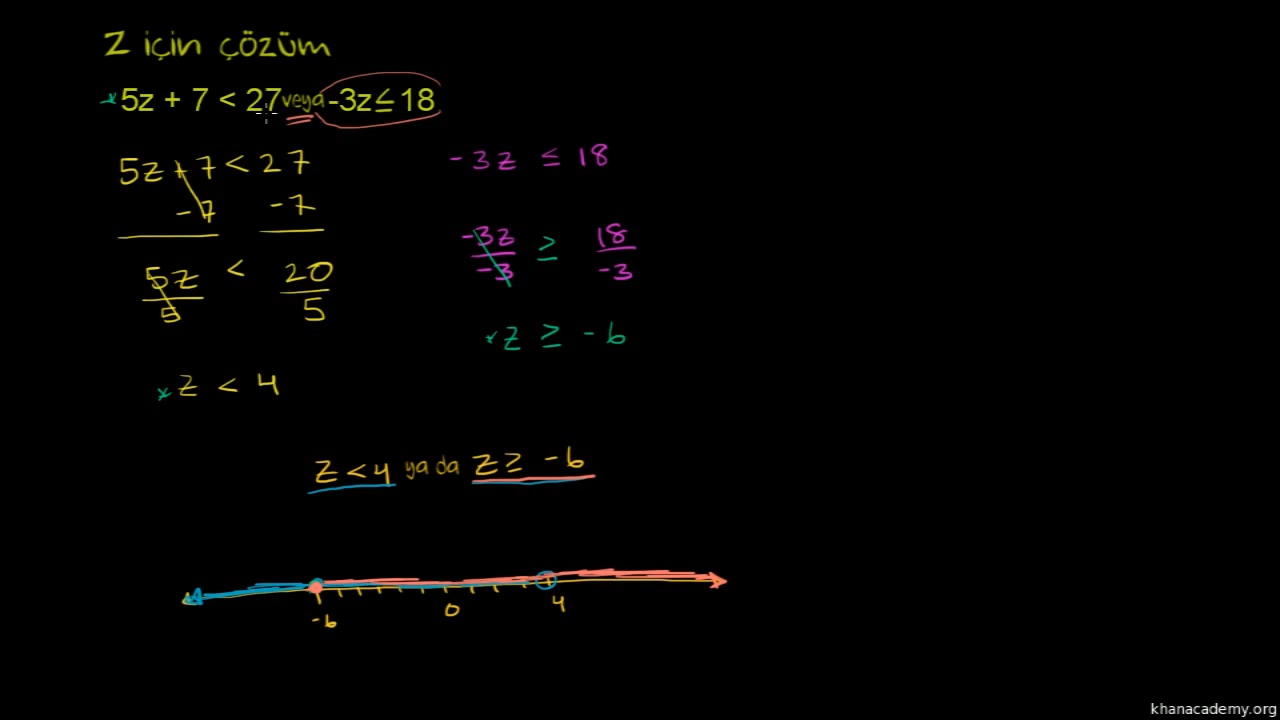 z için çözüm
5z + 7 < 27 veya -3z ≤ 18
5z + 7 < 27
-7 -7
5z < 20
5 5
z < 4
-3z ≤ 18
-3z ≥ 18
-3 -3
z ≥ -6
z < 4 ya da z ≥ -6
-6 0 4
khanacademy.org